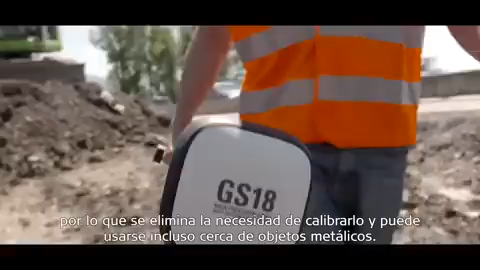 GS18
por lo que se elimina la necesidad de calibrarlo y puede
usarse incluso cerca de objetos metálicos.